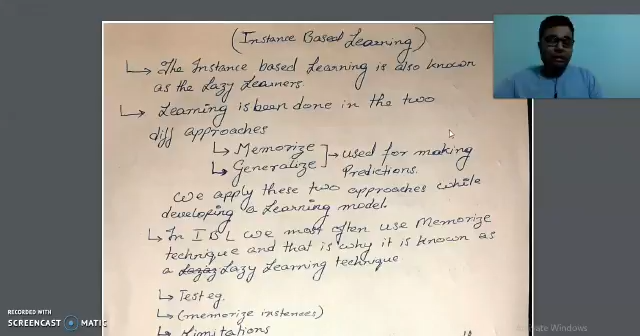 (Instance Based Learning)
↳ The Instance based Learning is also known
as the Lazy Learners.
↳ Learning is been done in the two
diff approaches
↳ Memorize
↳ Generalize
→ used for making
Predictions.
we apply these two approaches while
developing a Learning model.
↳ In I B L we most often use Memorize
technique and that is why it is known as
a Lazy Learning technique
↳ Test eg.
↳ (memorize instances)
↳ Limitations
RECORDED WITH
SCREENCAST MATIC
Activate Windows